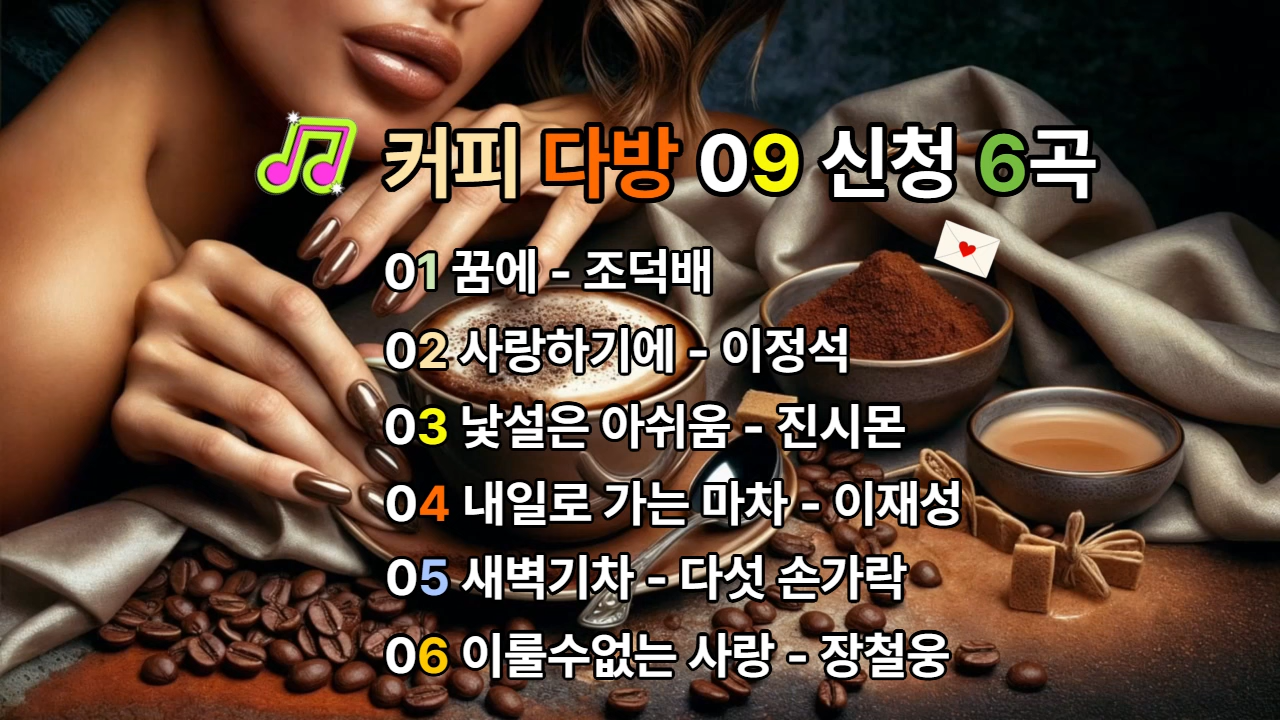 커피 다방 09 신청 6곡
01 꿈에 - 조덕배
02 사랑하기에 - 이정석
03 낯설은 아쉬움 - 진시몬
04 내일로 가는 마차 - 이재성
05 새벽기차 - 다섯 손가락
06 이룰수없는 사랑 - 장철웅